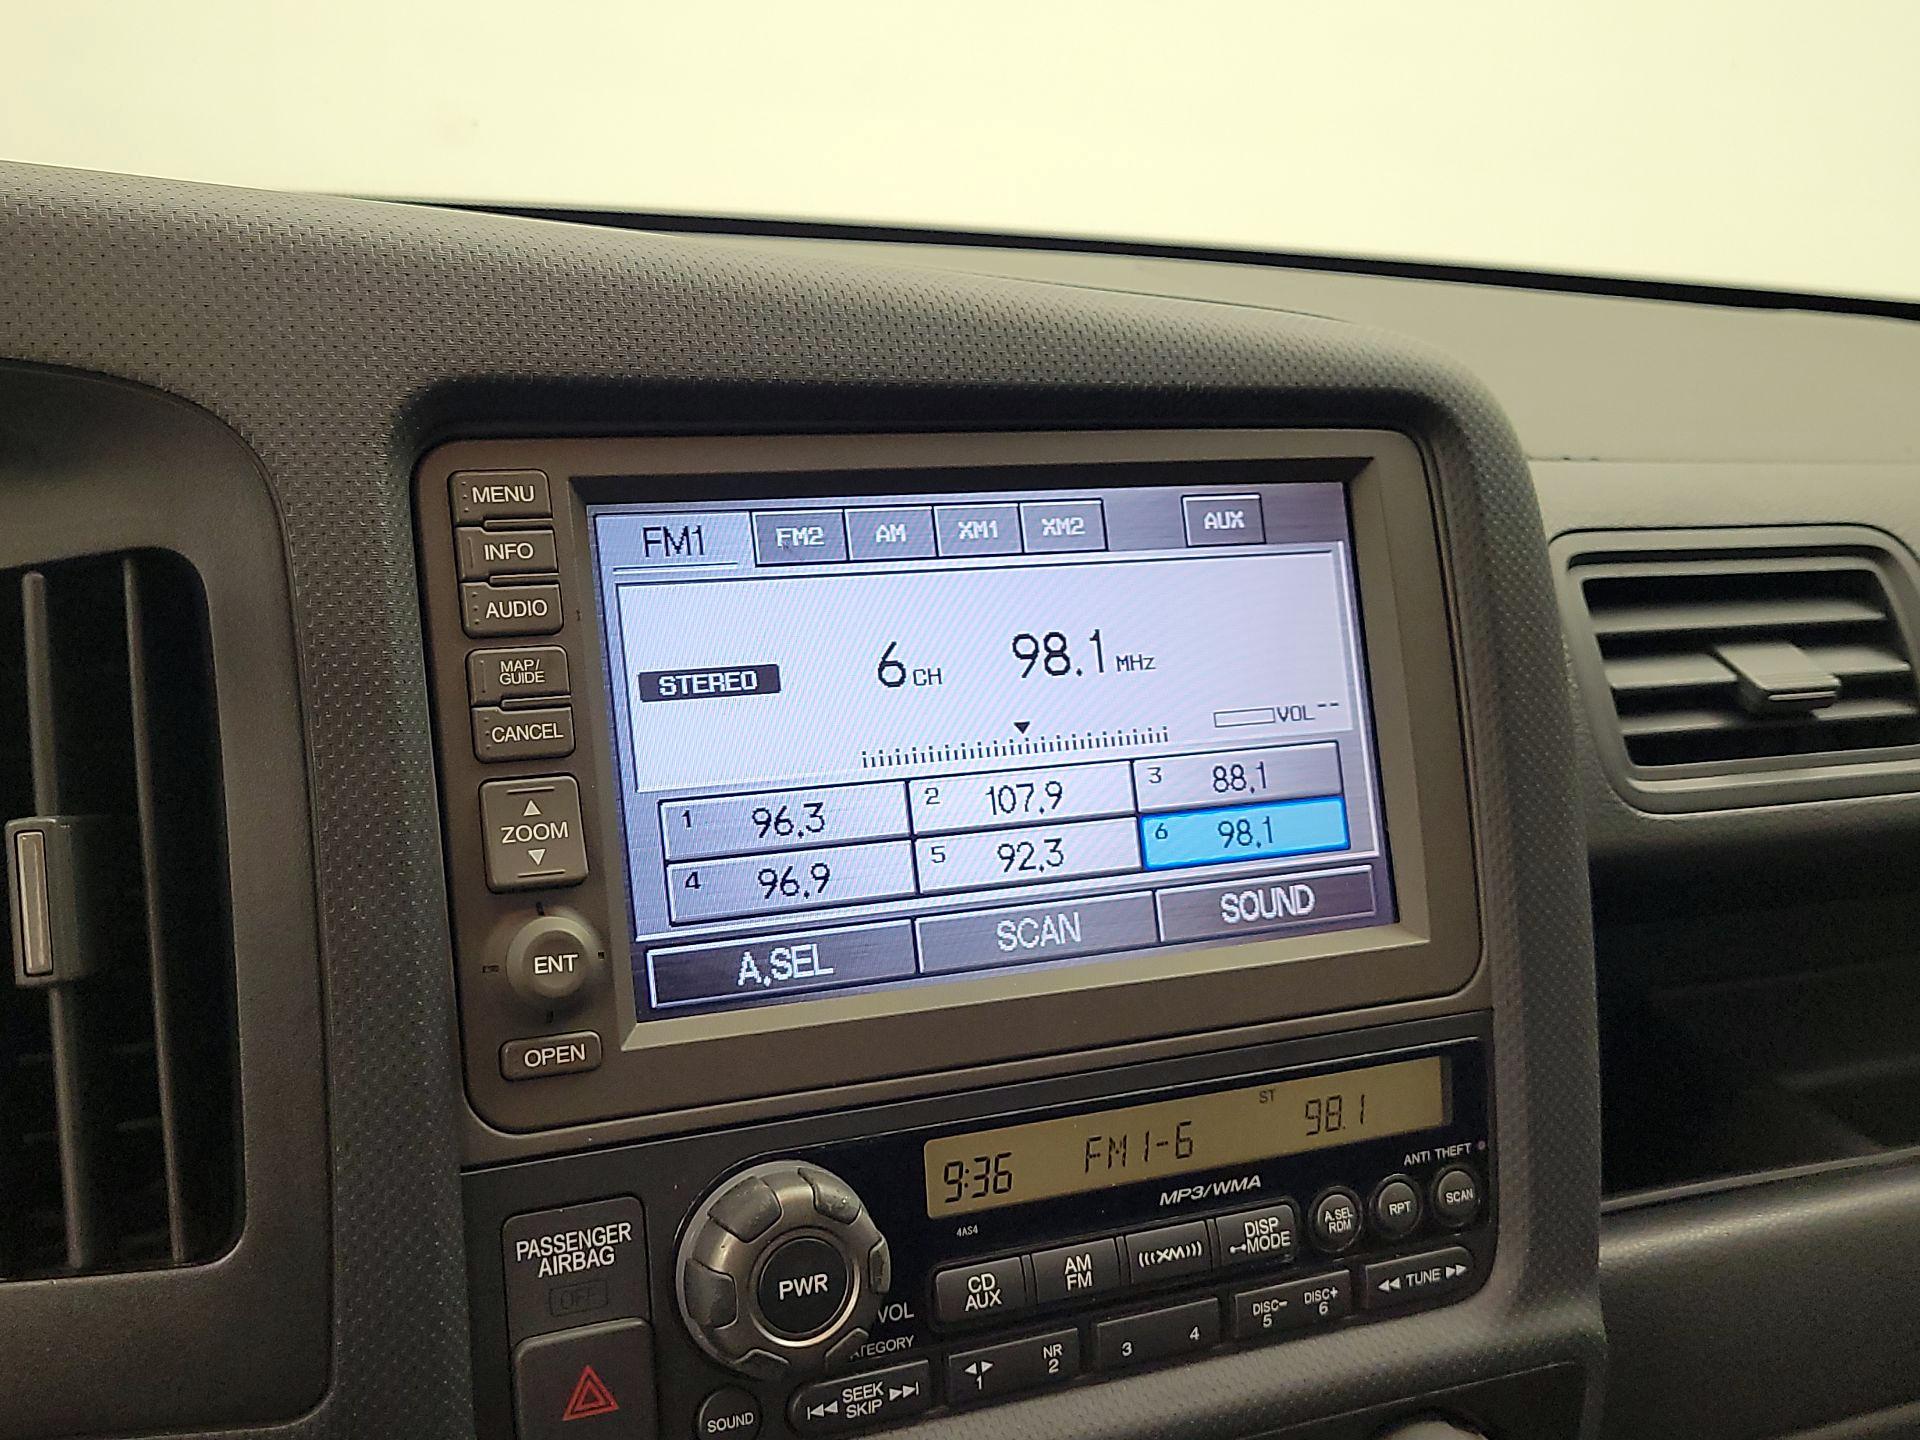 MENU
INFO
AUDIO
MAP/
GUIDE
CANCEL
ZOOM
ENT
OPEN
FM1 FM2 AM XM1 XM2 AUX
STEREO 6 CH 98.1 MHz
VOL --
1 96.3 2 107.9 3 88.1
4 96.9 5 92.3 6 98.1
A.SEL SCAN SOUND
9:36 FM1-6 ST 98.1
ANTI THEFT
4AS4 MP3/WMA
PASSENGER
AIRBAG
OFF
PWR
VOL
CD
AUX
AM
FM
(((XM)))
DISP
MODE
A.SEL
RDM
RPT
SCAN
SOUND
SEEK
SKIP
1
NR
2
3 4
DISC-
5
DISC+
6
TUNE